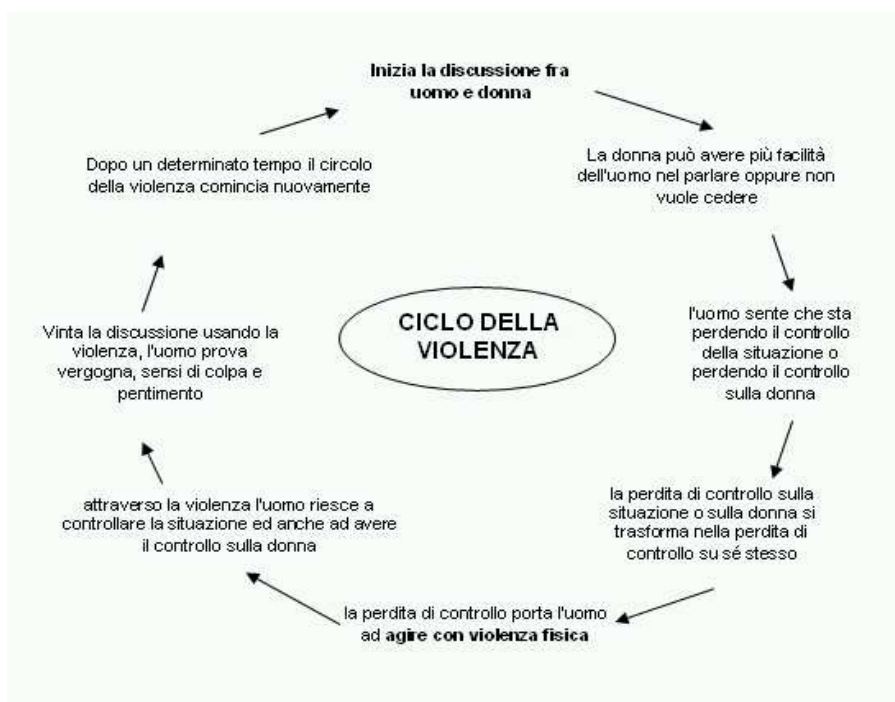 Inizia la discussione fra
uomo e donna
La donna può avere più facilità
dell'uomo nel parlare oppure non
vuole cedere
l'uomo sente che sta
perdendo il controllo
della situazione o
perdendo il controllo
sulla donna
la perdita di controllo sulla
situazione o sulla donna si
trasforma nella perdita di
controllo su sé stesso
la perdita di controllo porta l'uomo
ad agire con violenza fisica
attraverso la violenza l'uomo riesce a
controllare la situazione ed anche ad avere
il controllo sulla donna
Vinta la discussione usando la
violenza, l'uomo prova
vergogna, sensi di colpa e
pentimento
Dopo un determinato tempo il circolo
della violenza comincia nuovamente
CICLO DELLA
VIOLENZA